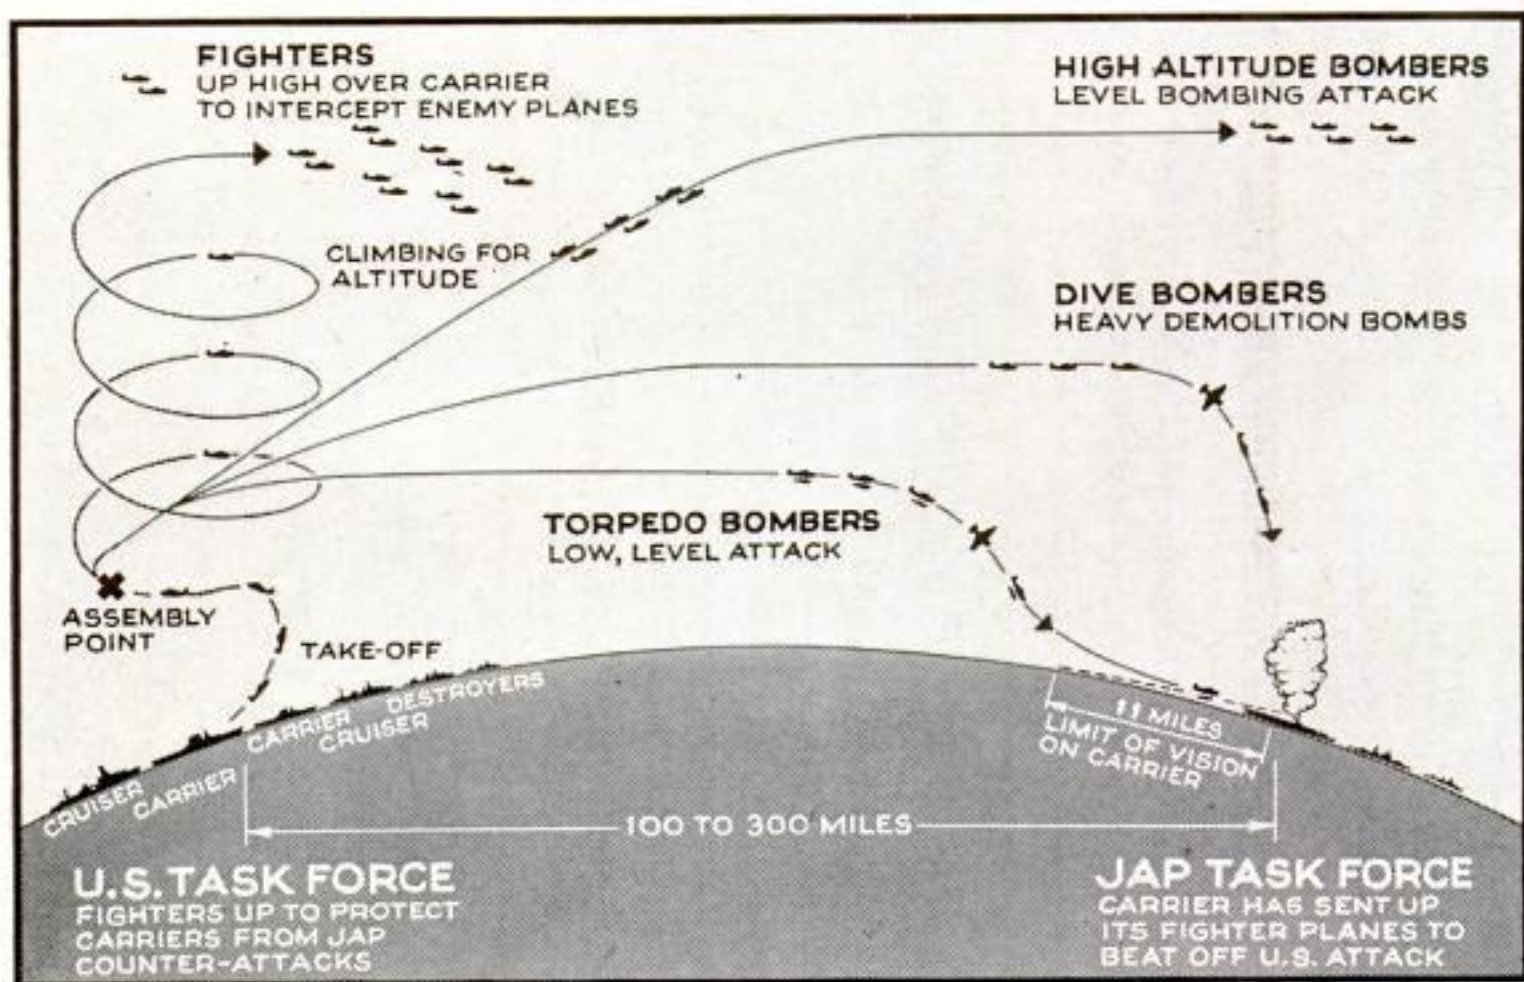 FIGHTERS
UP HIGH OVER CARRIER
TO INTERCEPT ENEMY PLANES
HIGH ALTITUDE BOMBERS
LEVEL BOMBING ATTACK
CLIMBING FOR
ALTITUDE
DIVE BOMBERS
HEAVY DEMOLITION BOMBS
TORPEDO BOMBERS
LOW, LEVEL ATTACK
ASSEMBLY
POINT
TAKE-OFF
CRUISER
CARRIER
CARRIER
CRUISER
DESTROYERS
11 MILES
LIMIT OF VISION
ON CARRIER
100 TO 300 MILES
U.S. TASK FORCE
FIGHTERS UP TO PROTECT
CARRIERS FROM JAP
COUNTER-ATTACKS
JAP TASK FORCE
CARRIER HAS SENT UP
ITS FIGHTER PLANES TO
BEAT OFF U.S. ATTACK